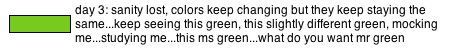 day 3: sanity lost, colors keep changing but they keep staying the
same...keep seeing this green, this slightly different green, mocking
me...studying me...this ms green...what do you want mr green